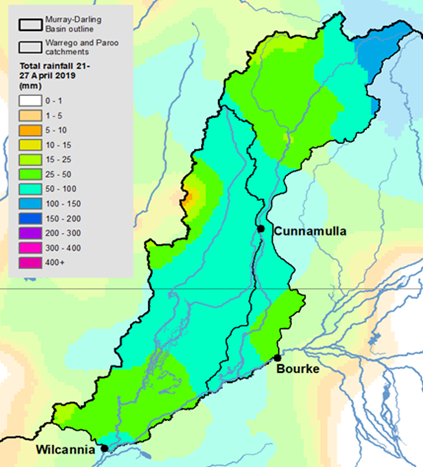 Murray-Darling
Basin outline
Warrego and Paroo
catchments
Total rainfall 21-
27 April 2019
(mm)
0 - 1
1 - 5
5 - 10
10 - 15
15 - 25
25 - 50
50 - 100
100 - 150
150 - 200
200 - 300
300 - 400
400+
Cunnamulla
Bourke
Wilcannia